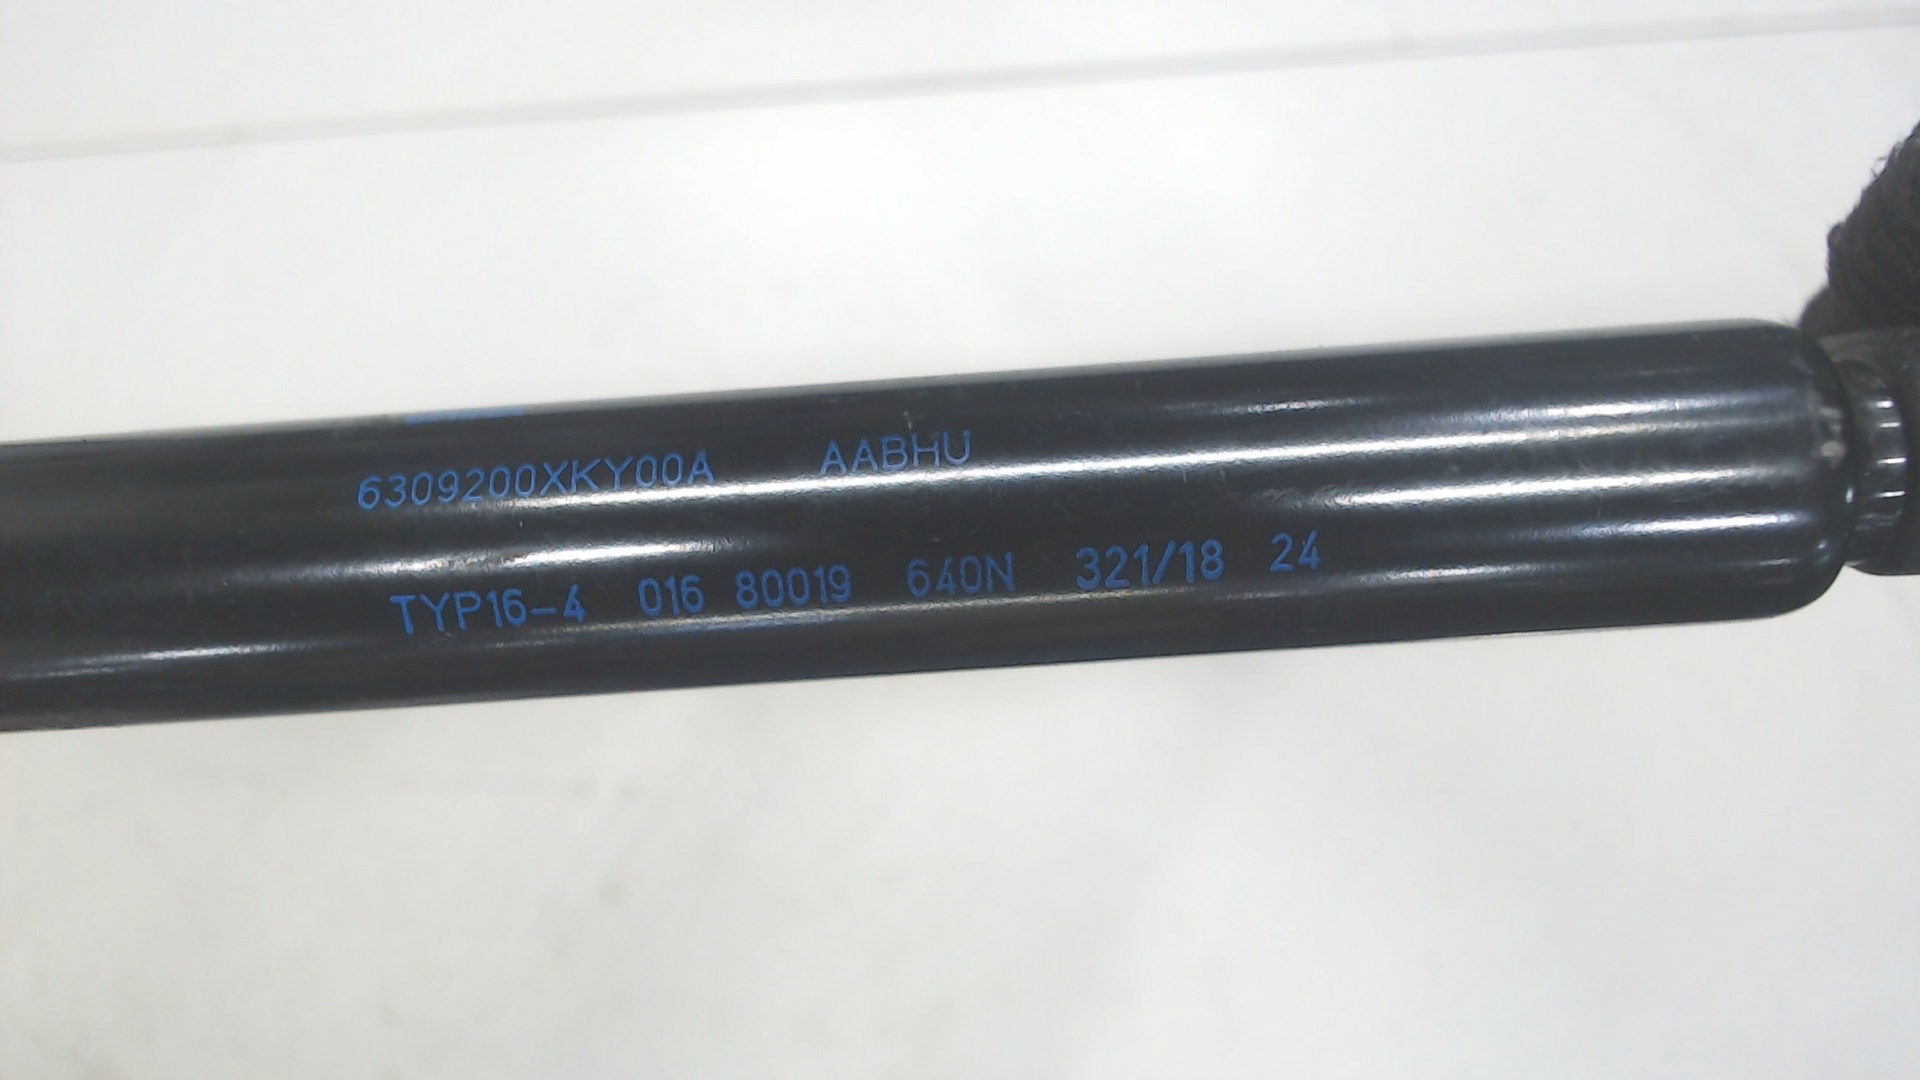 6309200XKY00A AABHU
TYP16-4 016 80019 640N 321/18 24